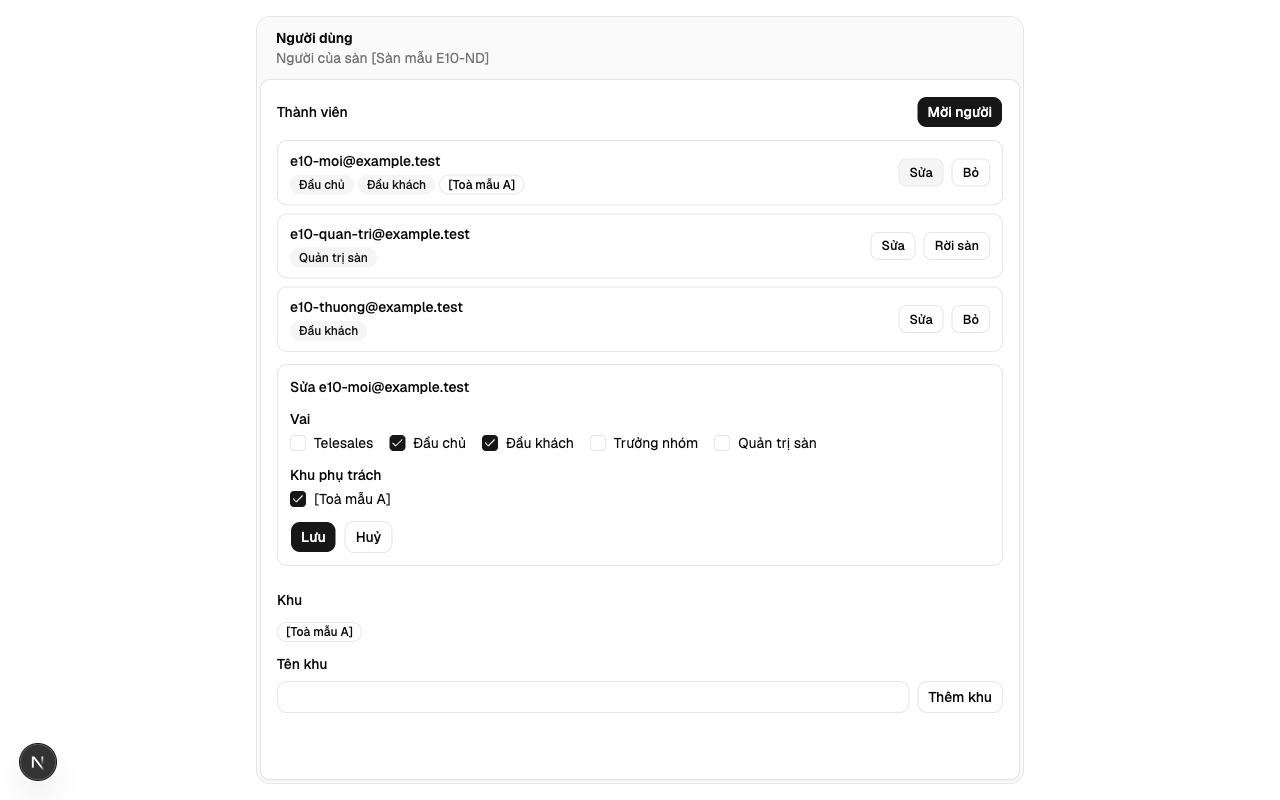 Người dùng
Người của sàn [Sàn mẫu E10-ND]
Thành viên
Mời người
e10-moi@example.test
Đầu chủ Đầu khách [Toà mẫu A]
Sửa Bỏ
e10-quan-tri@example.test
Quản trị sàn
Sửa Rời sàn
e10-thuong@example.test
Đầu khách
Sửa Bỏ
Sửa e10-moi@example.test
Vai
Telesales Đầu chủ Đầu khách Trưởng nhóm Quản trị sàn
Khu phụ trách
[Toà mẫu A]
Lưu Huỷ
Khu
[Toà mẫu A]
Tên khu
Thêm khu
N